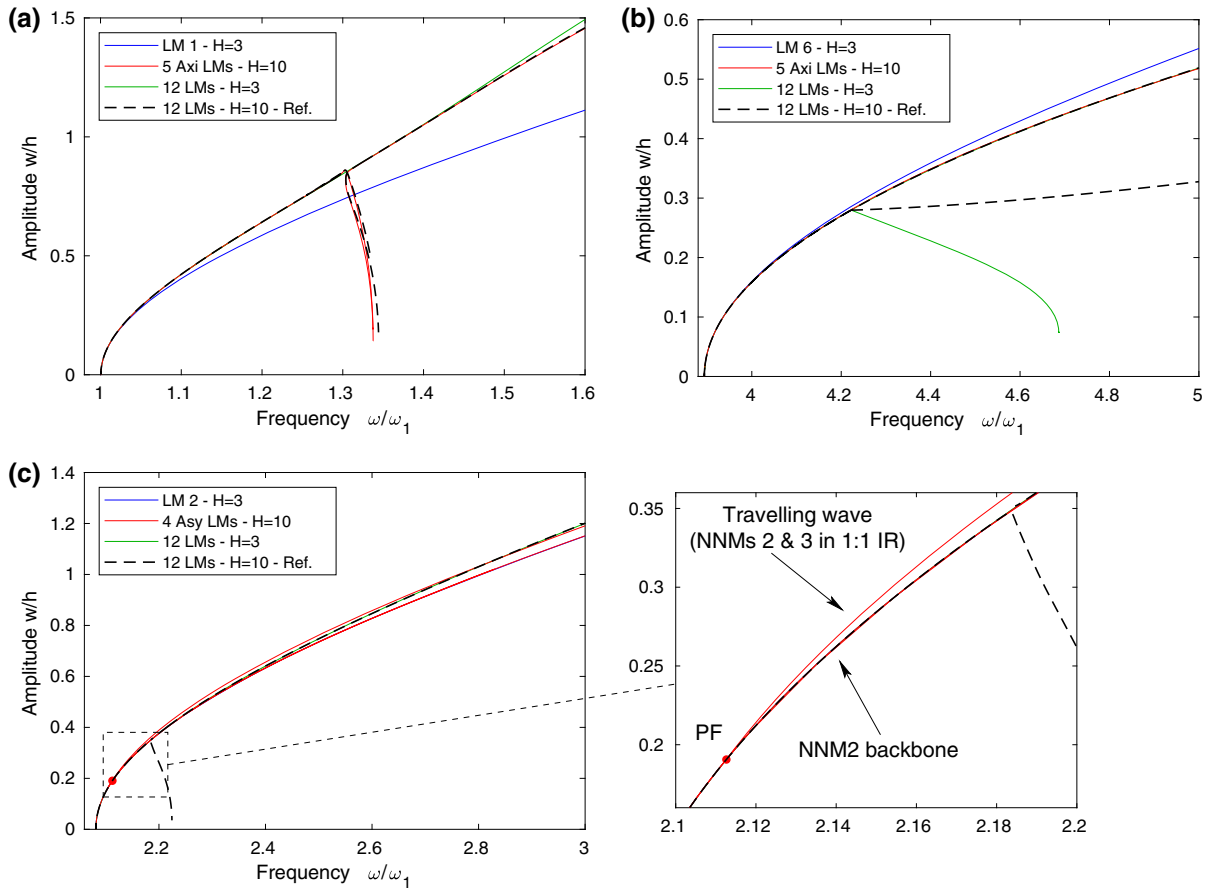 (a)
LM 1 - H=3
5 Axi LMs - H=10
12 LMs - H=3
12 LMs - H=10 - Ref.
Amplitude w/h
1.5
1
0.5
0
1 1.1 1.2 1.3 1.4 1.5 1.6
Frequency ω/ω₁
(b)
LM 6 - H=3
5 Axi LMs - H=10
12 LMs - H=3
12 LMs - H=10 - Ref.
Amplitude w/h
0.6
0.5
0.4
0.3
0.2
0.1
0
4 4.2 4.4 4.6 4.8 5
Frequency ω/ω₁
(c)
LM 2 - H=3
4 Asy LMs - H=10
12 LMs - H=3
12 LMs - H=10 - Ref.
Amplitude w/h
1.4
1.2
1
0.8
0.6
0.4
0.2
0
2.2 2.4 2.6 2.8 3
Frequency ω/ω₁
0.35
0.3
0.25
0.2
Travelling wave
(NNMs 2 & 3 in 1:1 IR)
PF
NNM2 backbone
2.1 2.12 2.14 2.16 2.18 2.2